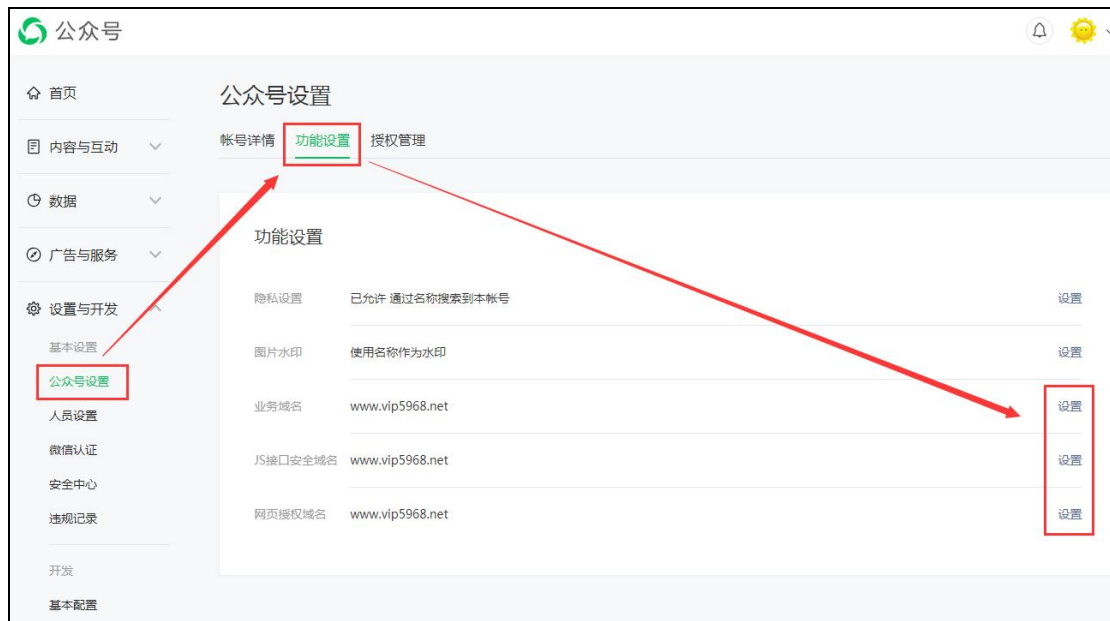 公众号
首页
内容与互动
数据
广告与服务
设置与开发
基本设置
公众号设置
人员设置
微信认证
安全中心
违规记录
开发
基本配置
公众号设置
帐号详情 功能设置 授权管理
功能设置
隐私设置 已允许 通过名称搜索到本帐号 设置
图片水印 使用名称作为水印 设置
业务域名 www.vip5968.net 设置
JS接口安全域名 www.vip5968.net 设置
网页授权域名 www.vip5968.net 设置